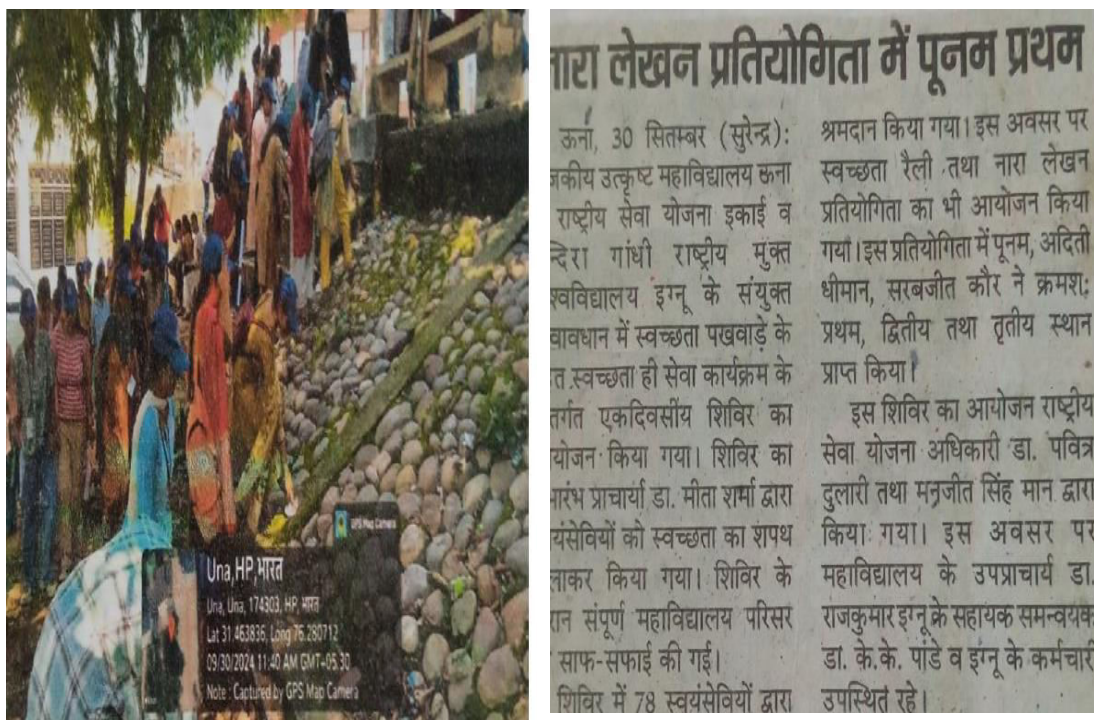 GPS Map Camera
Una, HP, भारत
Una, Una, 174303, HP, भारत
Lat 31.463836, Long 76.280712
09/30/2024 11:40 AM GMT+05:30
Note : Captured by GPS Map Camera
लेखन प्रतियोगिता में पूनम प्रथम
ऊना, 30 सितम्बर (सुरेन्द्र):
जकीय उत्कृष्ट महाविद्यालय ऊना
राष्ट्रीय सेवा योजना इकाई व
न्दिरा गांधी राष्ट्रीय मुक्त
श्वविद्यालय इग्नू के संयुक्त
वावधान में स्वच्छता पखवाड़े के
त स्वच्छता ही सेवा कार्यक्रम के
तर्गत एकदिवसीय शिविर का
योजन किया गया। शिविर का
प्राचार्या डा. मीता शर्मा द्वारा
यंसेवियों को स्वच्छता का शपथ
लाकर किया गया। शिविर के
रान संपूर्ण महाविद्यालय परिसर
साफ-सफाई की गई।
शिविर में 78 स्वयंसेवियों द्वारा
श्रमदान किया गया। इस अवसर पर
स्वच्छता रैली तथा नारा लेखन
प्रतियोगिता का भी आयोजन किया
गया। इस प्रतियोगिता में पूनम, अदिती
धीमान, सरबजीत कौर ने क्रमश:
प्रथम, द्वितीय तथा तृतीय स्थान
प्राप्त किया।
इस शिविर का आयोजन राष्ट्रीय
सेवा योजना अधिकारी डा. पवित्र
दुलारी तथा मनजीत सिंह मान द्वारा
किया गया। इस अवसर पर
महाविद्यालय के उपप्राचार्य डा.
राजकुमार इग्नू के सहायक समन्वयक
डा. के.के. पांडे व इग्नू के कर्मचारी
उपस्थित रहे।